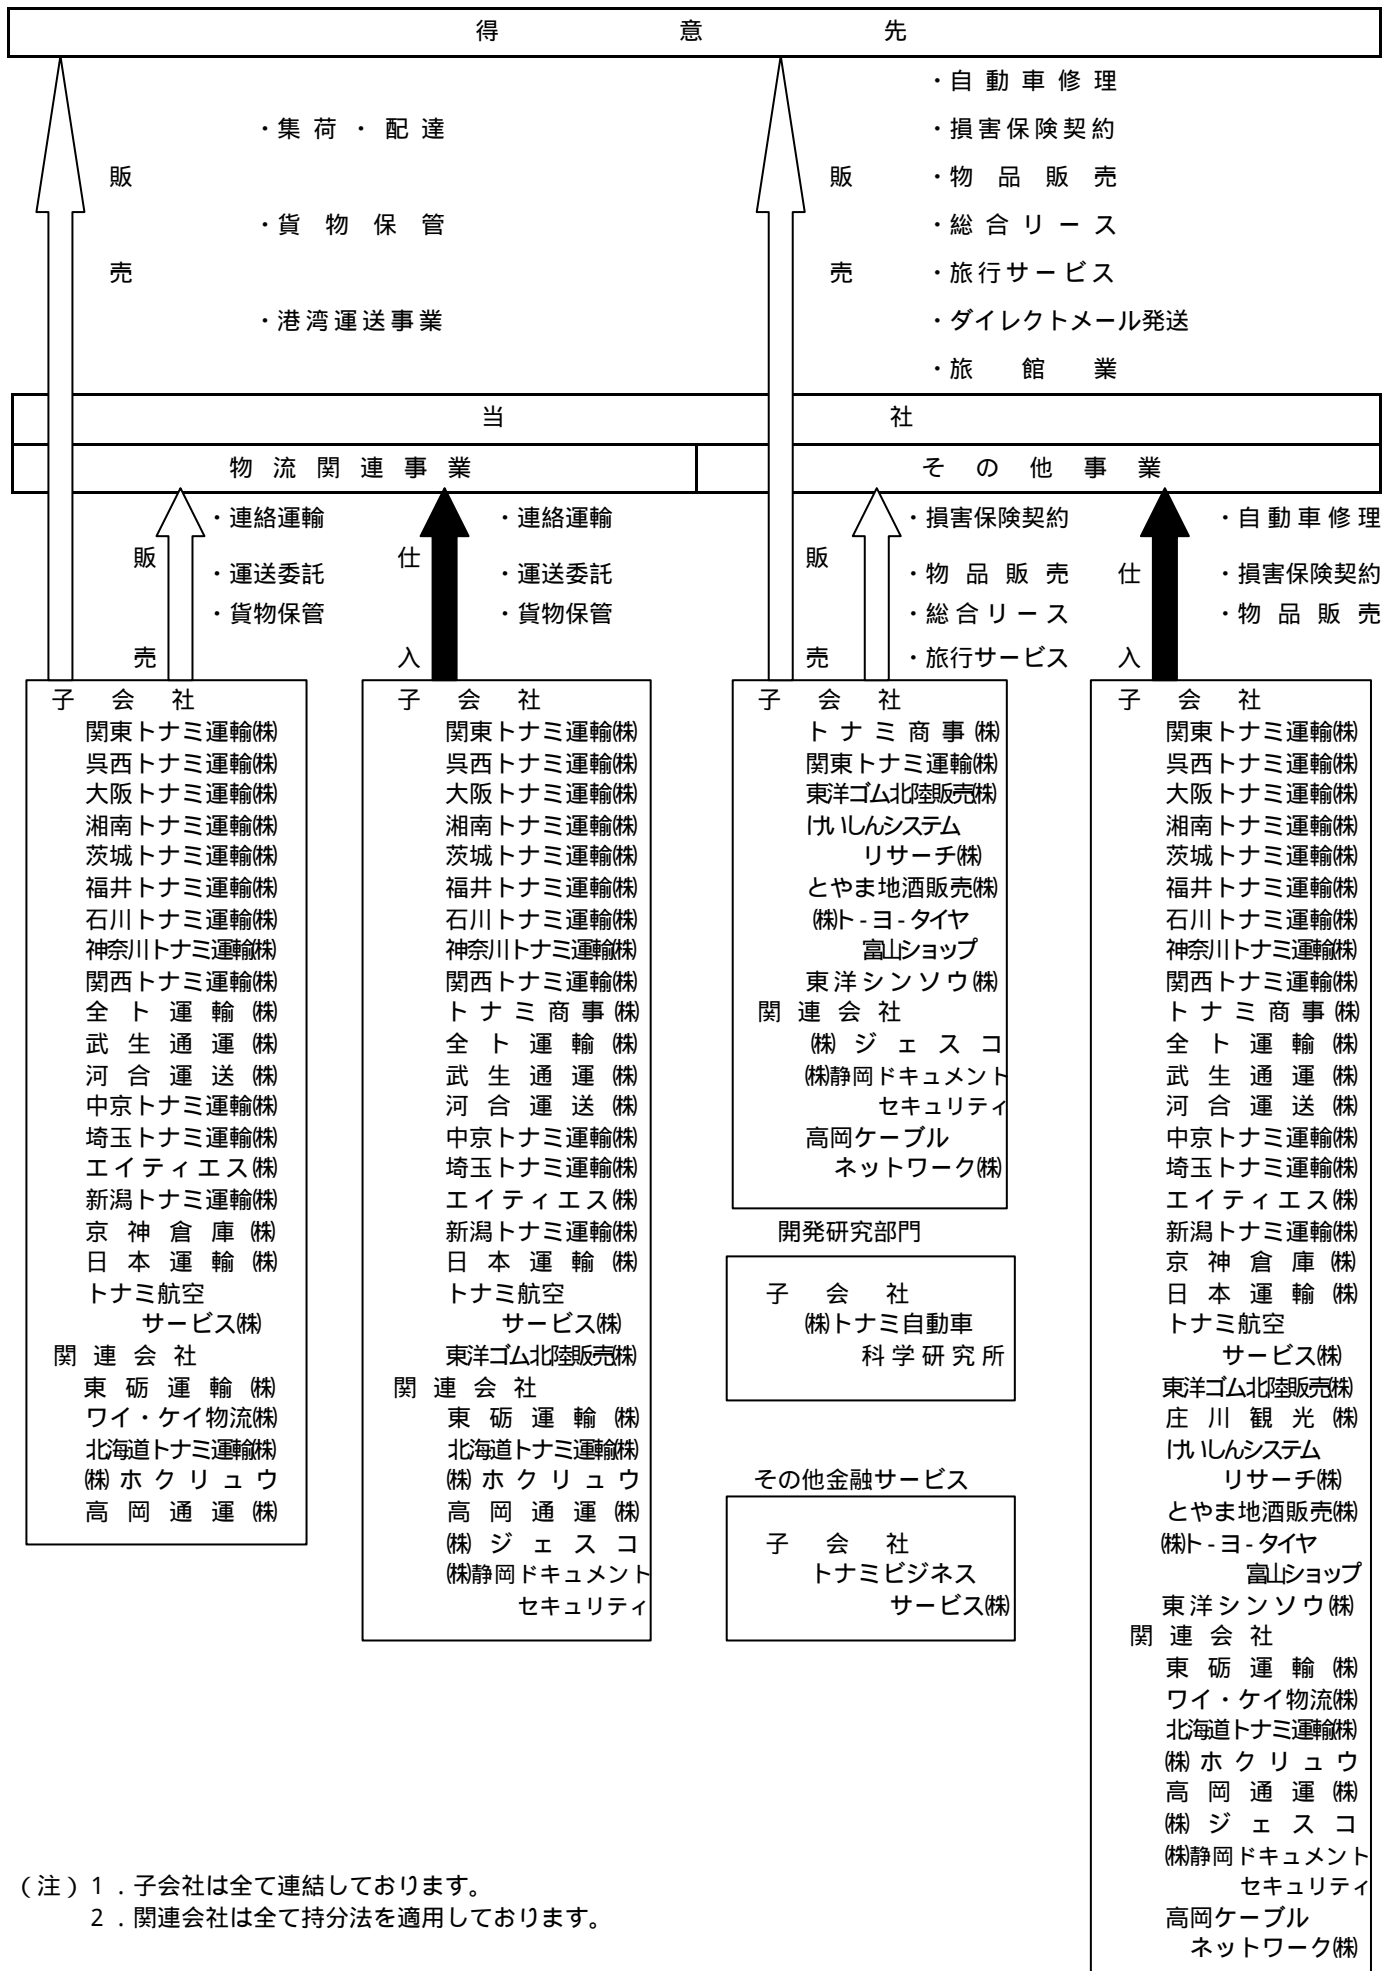 得意先
・集荷・配達
・貨物保管
・港湾運送事業
販売
・自動車修理
・損害保険契約
・物品販売
・総合リース
・旅行サービス
・ダイレクトメール発送
・旅館業
販売
当社
物流関連事業
その他事業
販売
・連絡運輸
・運送委託
・貨物保管
仕入
・連絡運輸
・運送委託
・貨物保管
販売
・損害保険契約
・物品販売
・総合リース
・旅行サービス
仕入
・自動車修理
・損害保険契約
・物品販売
子会社
関東トナミ運輸㈱
呉西トナミ運輸㈱
大阪トナミ運輸㈱
湘南トナミ運輸㈱
茨城トナミ運輸㈱
福井トナミ運輸㈱
石川トナミ運輸㈱
神奈川トナミ運輸㈱
関西トナミ運輸㈱
全ト運輸㈱
武生通運㈱
河合運送㈱
中京トナミ運輸㈱
埼玉トナミ運輸㈱
エイティエス㈱
新潟トナミ運輸㈱
京神倉庫㈱
日本運輸㈱
トナミ航空
サービス㈱
関連会社
東砺運輸㈱
ワイ・ケイ物流㈱
北海道トナミ運輸㈱
㈱ホクリュウ
高岡通運㈱
子会社
関東トナミ運輸㈱
呉西トナミ運輸㈱
大阪トナミ運輸㈱
湘南トナミ運輸㈱
茨城トナミ運輸㈱
福井トナミ運輸㈱
石川トナミ運輸㈱
神奈川トナミ運輸㈱
関西トナミ運輸㈱
トナミ商事㈱
全ト運輸㈱
武生通運㈱
河合運送㈱
中京トナミ運輸㈱
埼玉トナミ運輸㈱
エイティエス㈱
新潟トナミ運輸㈱
日本運輸㈱
トナミ航空
サービス㈱
東洋ゴム北陸販売㈱
関連会社
東砺運輸㈱
北海道トナミ運輸㈱
㈱ホクリュウ
高岡通運㈱
㈱ジェスコ
㈱静岡ドキュメント
セキュリティ
子会社
トナミ商事㈱
関東トナミ運輸㈱
東洋ゴム北陸販売㈱
けいしんシステム
リサーチ㈱
とやま地酒販売㈱
㈱ト-ヨ-タイヤ
富山ショップ
東洋シンソウ㈱
関連会社
㈱ジェスコ
㈱静岡ドキュメント
セキュリティ
高岡ケーブル
ネットワーク㈱
開発研究部門
子会社
㈱トナミ自動車
科学研究所
その他金融サービス
子会社
トナミビジネス
サービス㈱
子会社
関東トナミ運輸㈱
呉西トナミ運輸㈱
大阪トナミ運輸㈱
湘南トナミ運輸㈱
茨城トナミ運輸㈱
福井トナミ運輸㈱
石川トナミ運輸㈱
神奈川トナミ運輸㈱
関西トナミ運輸㈱
トナミ商事㈱
全ト運輸㈱
武生通運㈱
河合運送㈱
中京トナミ運輸㈱
埼玉トナミ運輸㈱
エイティエス㈱
新潟トナミ運輸㈱
京神倉庫㈱
日本運輸㈱
トナミ航空
サービス㈱
東洋ゴム北陸販売㈱
庄川観光㈱
けいしんシステム
リサーチ㈱
とやま地酒販売㈱
㈱ト-ヨ-タイヤ
富山ショップ
東洋シンソウ㈱
関連会社
東砺運輸㈱
ワイ・ケイ物流㈱
北海道トナミ運輸㈱
㈱ホクリュウ
高岡通運㈱
㈱ジェスコ
㈱静岡ドキュメント
セキュリティ
高岡ケーブル
ネットワーク㈱
（注）１．子会社は全て連結しております。
２．関連会社は全て持分法を適用しております。